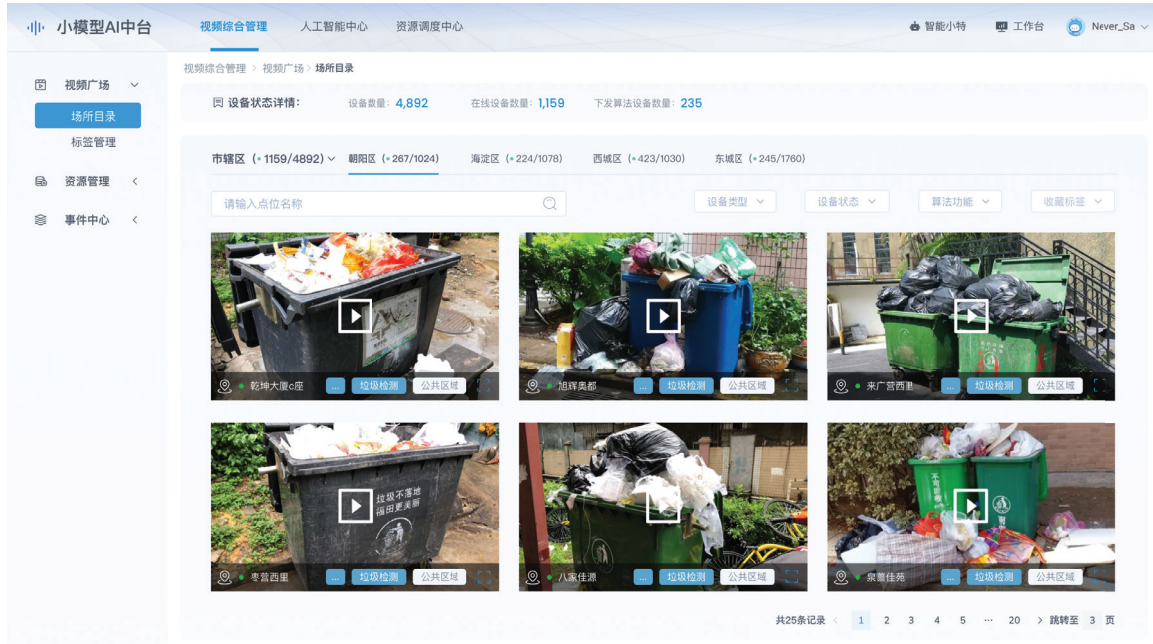 小模型AI中台
视频综合管理 人工智能中心 资源调度中心
智能小特 工作台 Never_Sa
视频广场
场所目录
标签管理
资源管理
事件中心
视频综合管理 > 视频广场 > 场所目录
设备状态详情: 设备数量: 4,892 在线设备数量: 1,159 下发算法设备数量: 235
市辖区 (•1159/4892) 朝阳区 (•267/1024) 海淀区 (•224/1078) 西城区 (•423/1030) 东城区 (•245/1760)
请输入点位名称 设备类型 设备状态 算法功能 收藏标签
乾坤大厦c座 ... 垃圾检测 公共区域
旭辉奥都 ... 垃圾检测 公共区域
来广营西里 ... 垃圾检测 公共区域
垃圾不落地
福田更美丽
枣营西里 ... 垃圾检测 公共区域
八家佳源 ... 垃圾检测 公共区域
不可回收
佳苑 ... 垃圾检测 公共区域
共25条记录 < 1 2 3 4 5 ... 20 > 跳转至 3 页